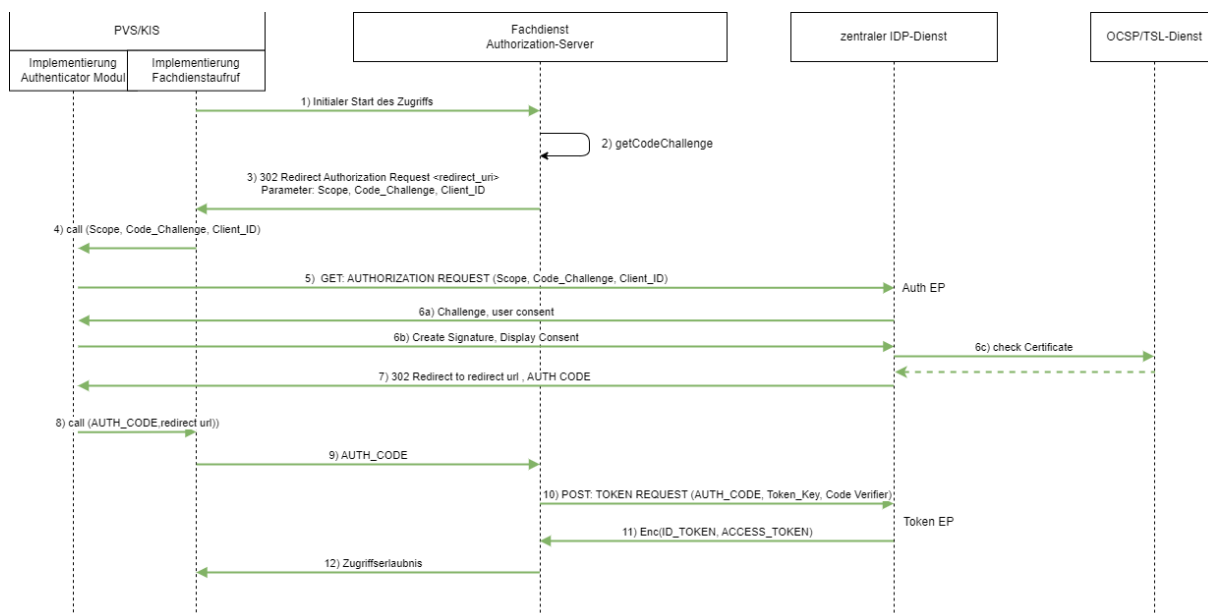 PVS/KIS
Fachdienst
Authorization-Server
zentraler IDP-Dienst
OCSP/TSL-Dienst
Implementierung
Authenticator Modul
Implementierung
Fachdienstaufruf
1) Initialer Start des Zugriffs
2) getCodeChallenge
3) 302 Redirect Authorization Request <redirect_uri>
Parameter: Scope, Code_Challenge, Client_ID
4) call (Scope, Code_Challenge, Client_ID)
5) GET: AUTHORIZATION REQUEST (Scope, Code_Challenge, Client_ID)
Auth EP
6a) Challenge, user consent
6b) Create Signature, Display Consent
6c) check Certificate
7) 302 Redirect to redirect url , AUTH CODE
8) call (AUTH_CODE,redirect url))
9) AUTH_CODE
10) POST: TOKEN REQUEST (AUTH_CODE, Token_Key, Code Verifier)
Token EP
11) Enc(ID_TOKEN, ACCESS_TOKEN)
12) Zugriffserlaubnis